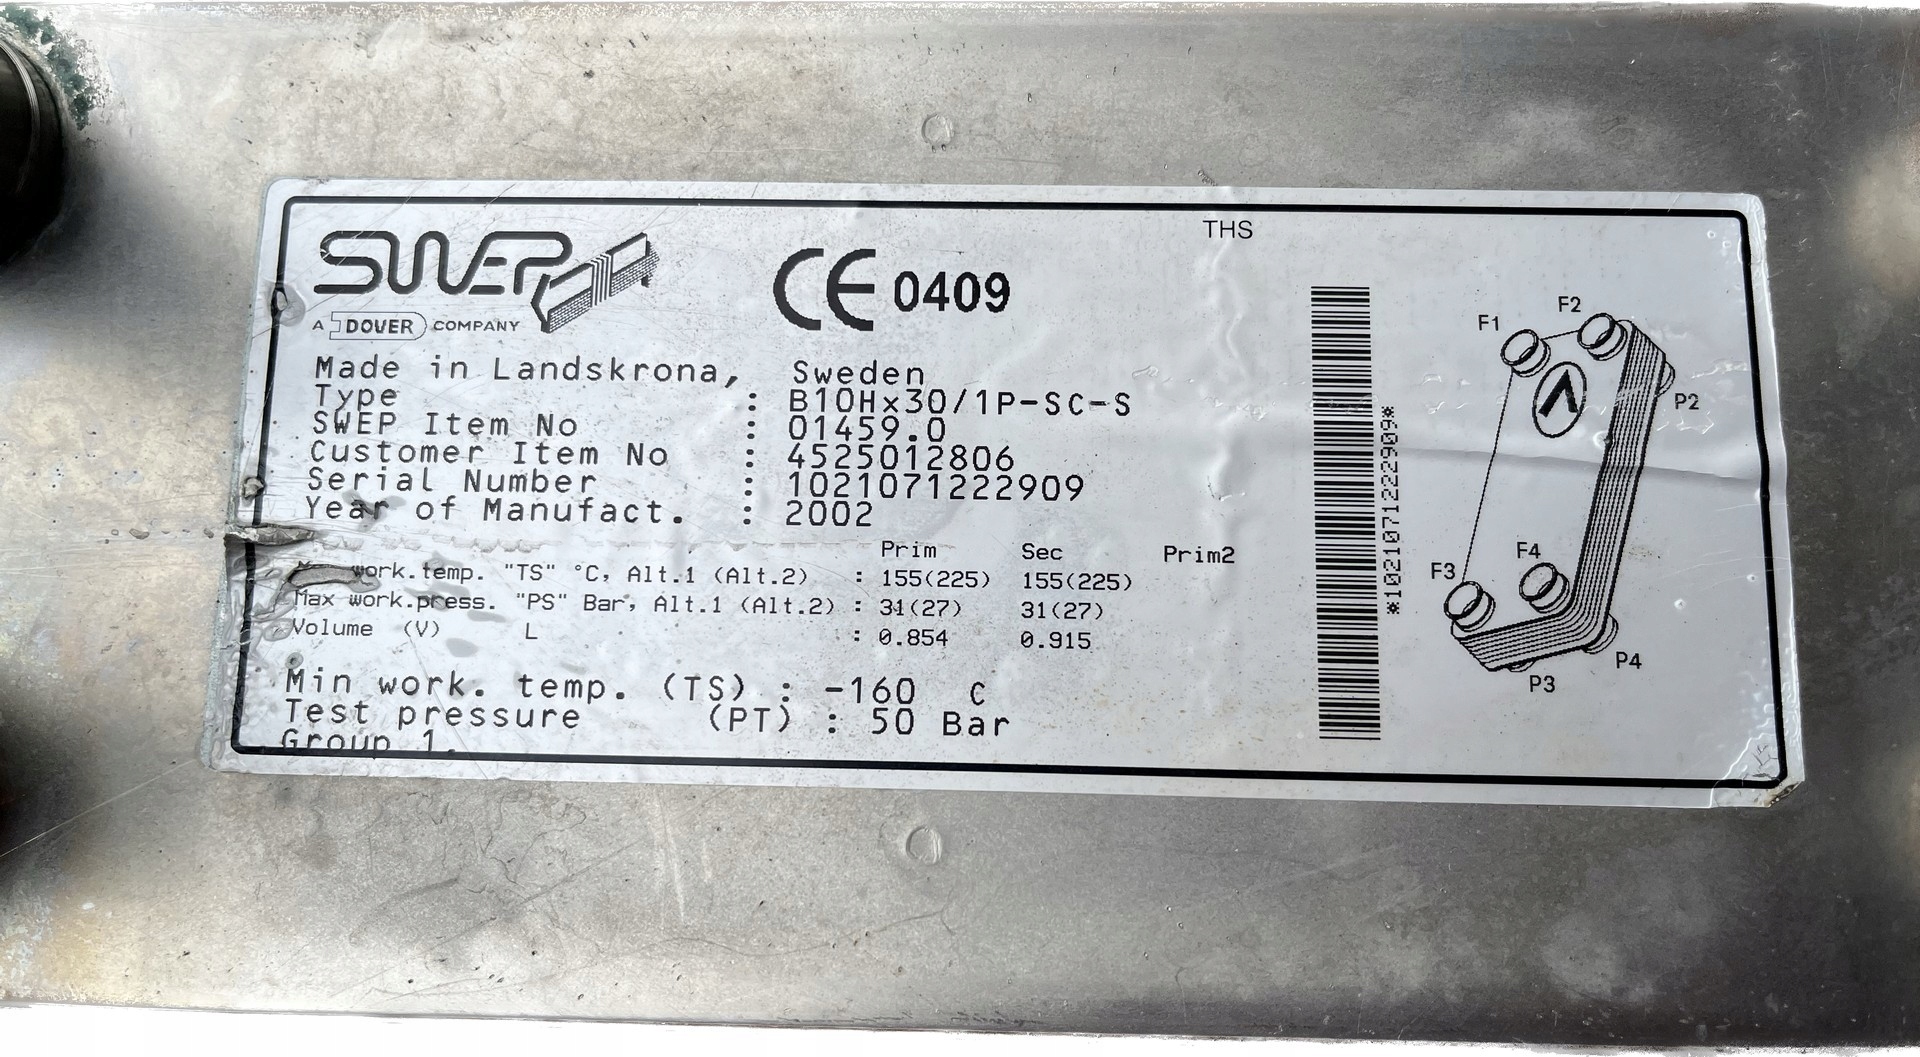 SWEP
A DOVER COMPANY
CE 0409
THS
Made in Landskrona, Sweden
Type : B10Hx30/1P-SC-S
SWEP Item No : 01459.0
Customer Item No : 4525012806
Serial Number : 1021071222909
Year of Manufact. : 2002
Prim Sec Prim2
work.temp. "TS" °C, Alt.1 (Alt.2) : 155(225) 155(225)
Max work.press. "PS" Bar, Alt.1 (Alt.2) : 31(27) 31(27)
Volume (V) L : 0.854 0.915
Min work. temp. (TS) : -160 C
Test pressure (PT) : 50 Bar
Group 1.
*1021071222909*
F1
F2
P2
F3
F4
P4
P3